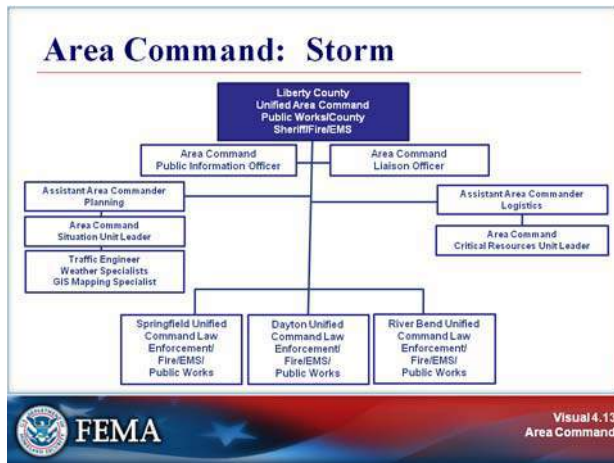 Area Command: Storm
Liberty County
Unified Area Command
Public Works/County
Sheriff/Fire/EMS
Area Command
Public Information Officer
Area Command
Liaison Officer
Assistant Area Commander
Planning
Assistant Area Commander
Logistics
Area Command
Situation Unit Leader
Area Command
Critical Resources Unit Leader
Traffic Engineer
Weather Specialists
GIS Mapping Specialist
Springfield Unified
Command Law
Enforcement/
Fire/EMS/
Public Works
Dayton Unified
Command Law
Enforcement/
Fire/EMS/
Public Works
River Bend Unified
Command Law
Enforcement/
Fire/EMS/
Public Works
FEMA
Visual 4.13
Area Command